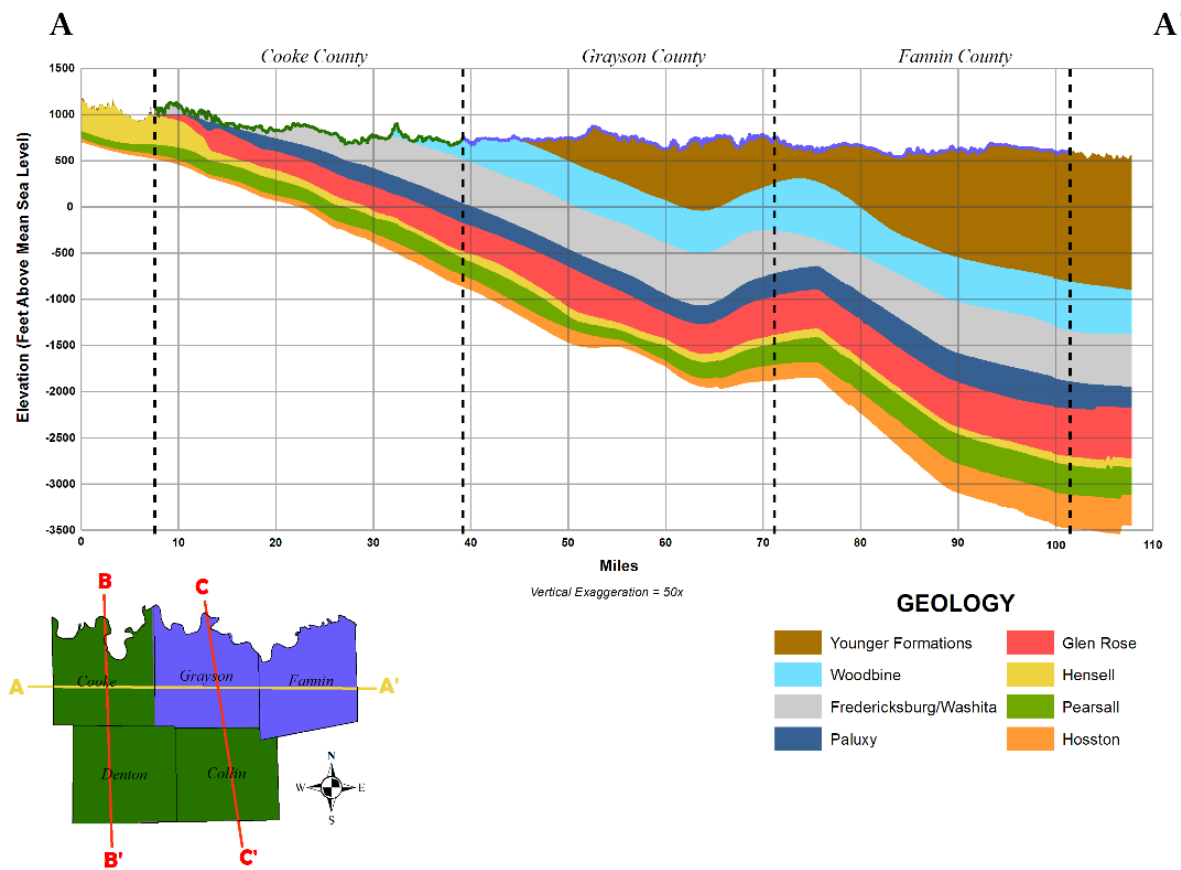 A A'
Cooke County Grayson County Fannin County
Elevation (Feet Above Mean Sea Level)
1500
1000
500
0
-500
-1000
-1500
-2000
-2500
-3000
-3500
0 10 20 30 40 50 60 70 80 90 100 110
Miles
Vertical Exaggeration = 50x
B C
Cooke Grayson Fannin
A A'
Denton Collin
N
W E
S
B' C'
GEOLOGY
Younger Formations
Woodbine
Fredericksburg/Washita
Paluxy
Glen Rose
Hensell
Pearsall
Hosston